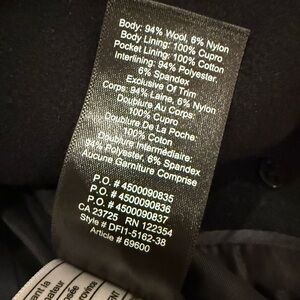 Body: 94% Wool, 6% Nylon
Body Lining: 100% Cupro
Pocket Lining: 100% Cotton
Interlining: 94% Polyester,
6% Spandex
Exclusive Of Trim
Corps: 94% Laine, 6% Nylon
Doublure Au Corps:
100% Cupro
Doublure De La Poche:
100% Coton
Doublure Intermédiaire:
94% Polyester, 6% Spandex
Aucune Garniture Comprise
P.O. # 4500090835
P.O. # 4500090836
P.O. # 4500090837
CA 23725 RN 122354
Style # DFI1-5162-38
Article # 69600